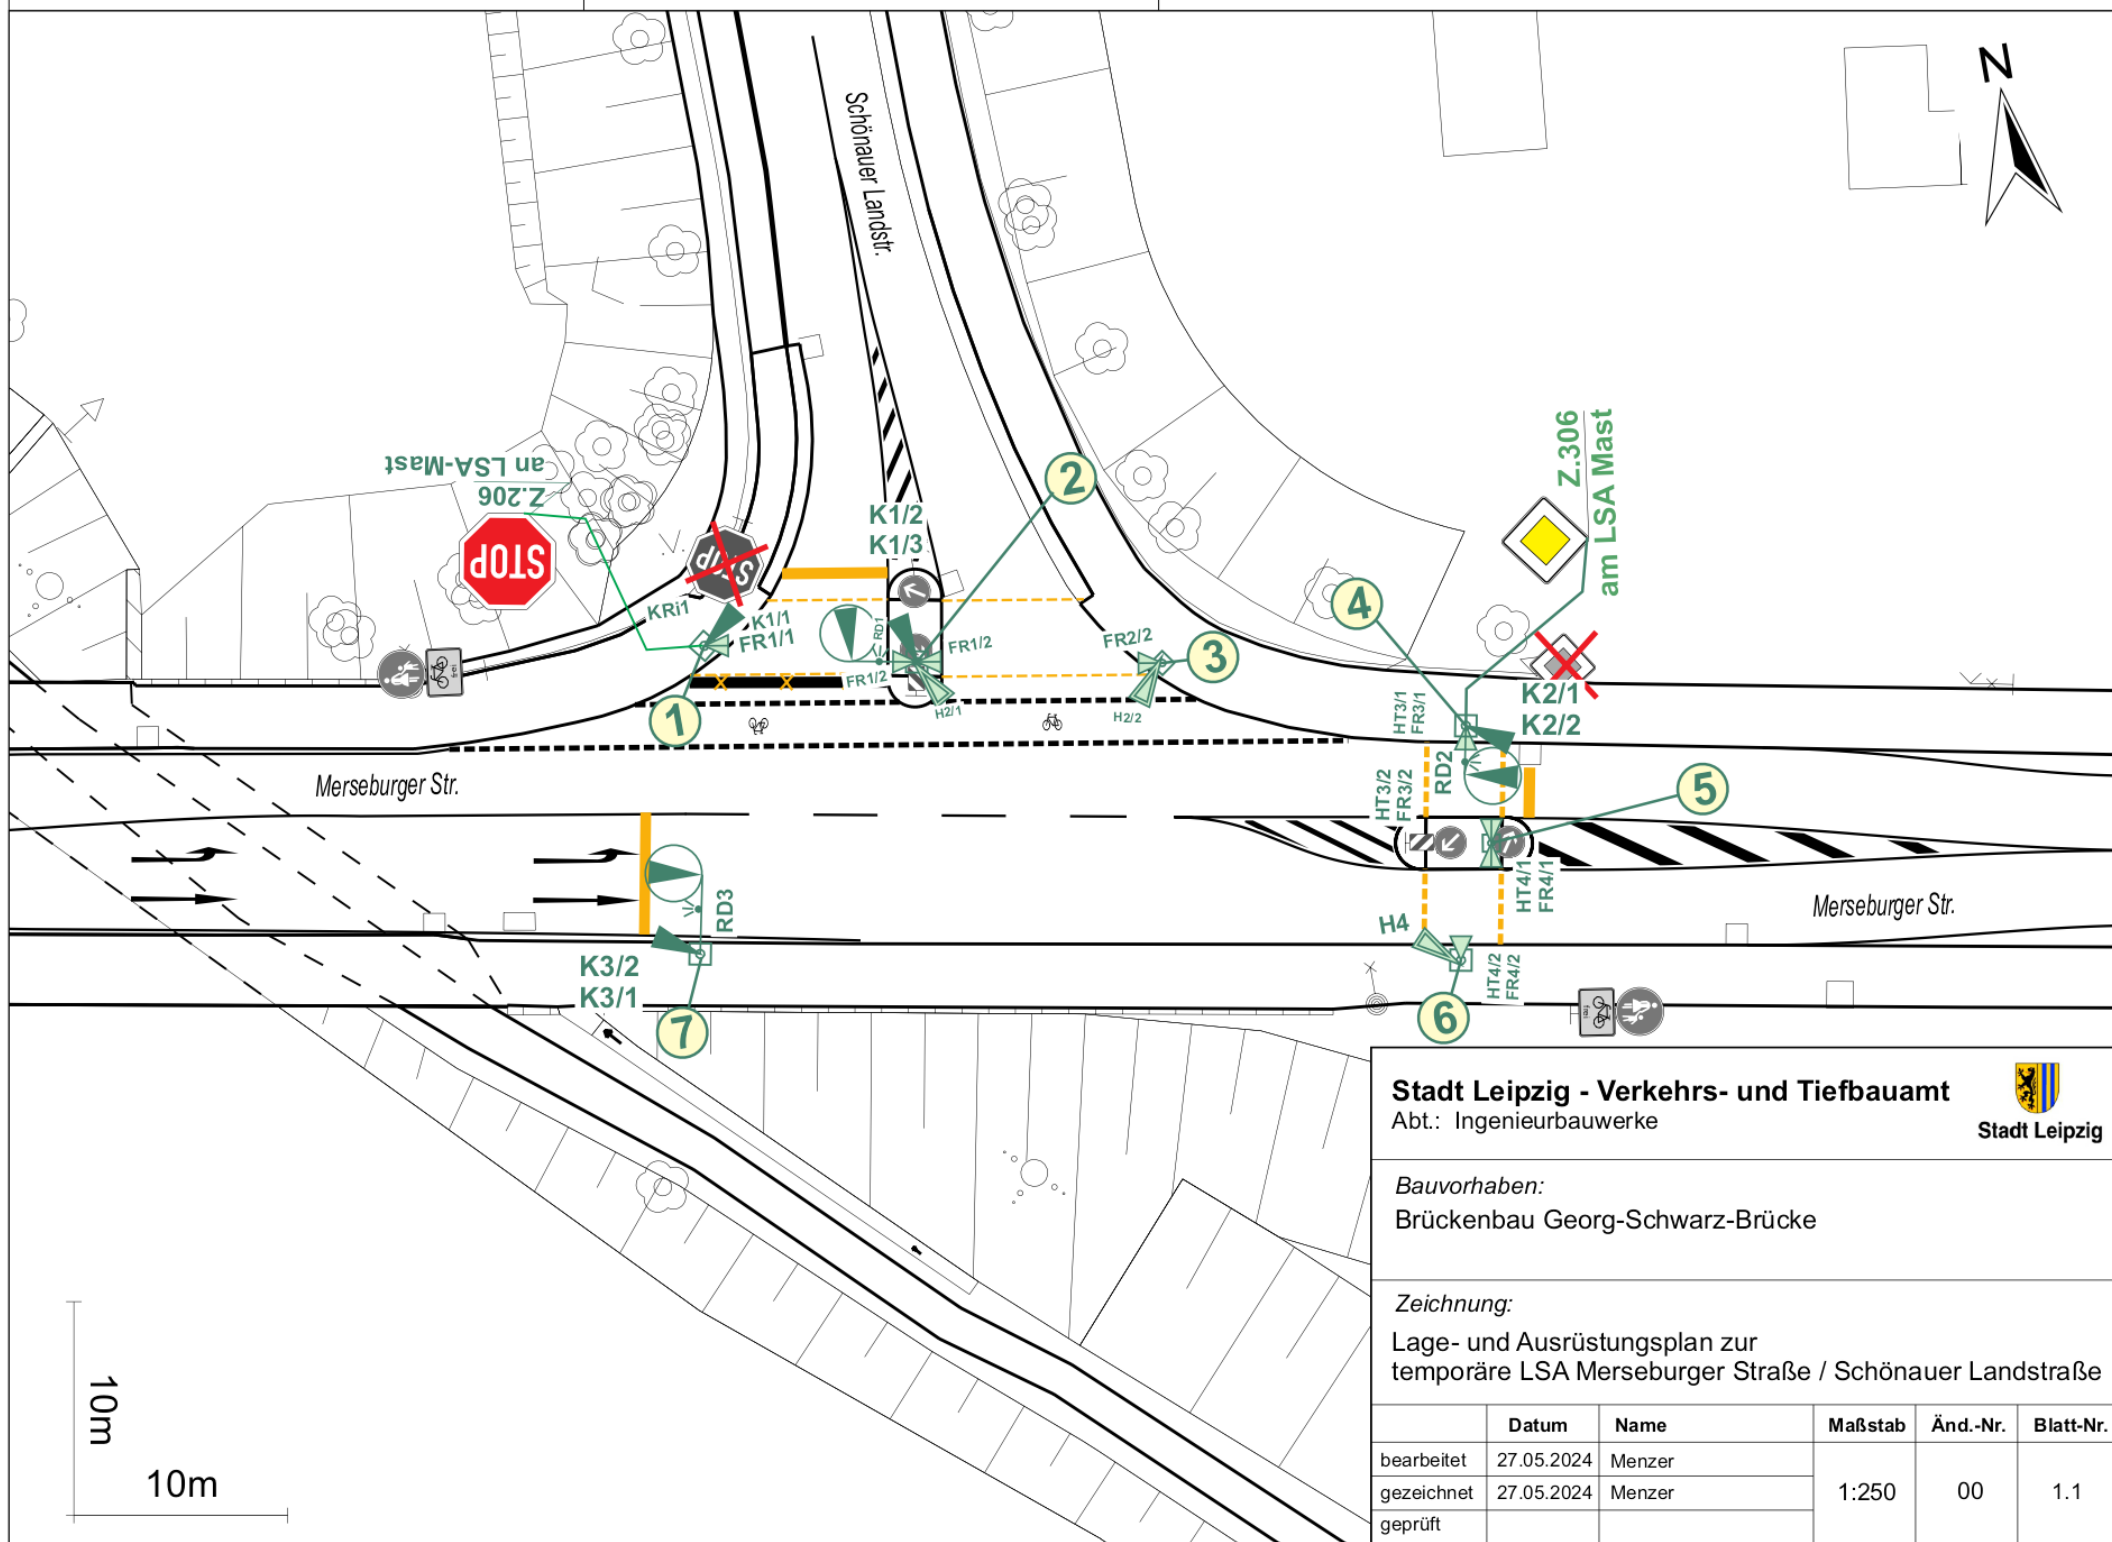 N
Schönauer Landstr.
Z.206
an LSA-Mast
STOP
STOP
KRi1
K1/1
FR1/1
K1/2
K1/3
RD1
FR1/2
FR1/2
H2/1
FR2/2
H2/2
1
2
3
4
5
6
7
Z.306
am LSA Mast
K2/1
K2/2
HT3/1
FR3/1
RD2
HT3/2
FR3/2
HT4/1
FR4/1
H4
HT4/2
FR4/2
frei
frei
Merseburger Str.
Merseburger Str.
RD3
K3/2
K3/1
10m
10m
Stadt Leipzig - Verkehrs- und Tiefbauamt
Abt.: Ingenieurbauwerke
Stadt Leipzig
Bauvorhaben:
Brückenbau Georg-Schwarz-Brücke
Zeichnung:
Lage- und Ausrüstungsplan zur
temporäre LSA Merseburger Straße / Schönauer Landstraße
Datum Name Maßstab Änd.-Nr. Blatt-Nr.
bearbeitet 27.05.2024 Menzer
gezeichnet 27.05.2024 Menzer 1:250 00 1.1
geprüft